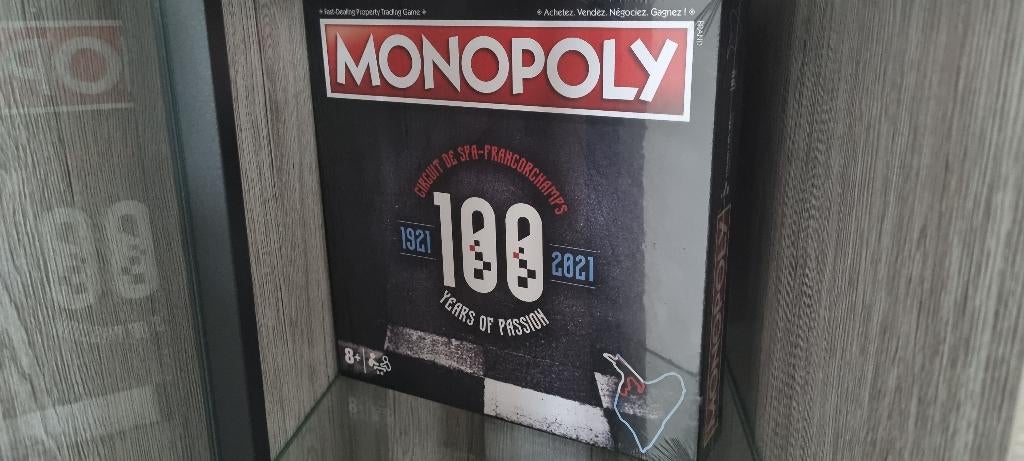 Fast-Dealing Property Trading Game
Achetez. Vendez. Négociez. Gagnez !
MONOPOLY
CIRCUIT DE SPA-FRANCORCHAMPS
1921 100 2021
YEARS OF PASSION
8+
BRAND
MONOPOLY